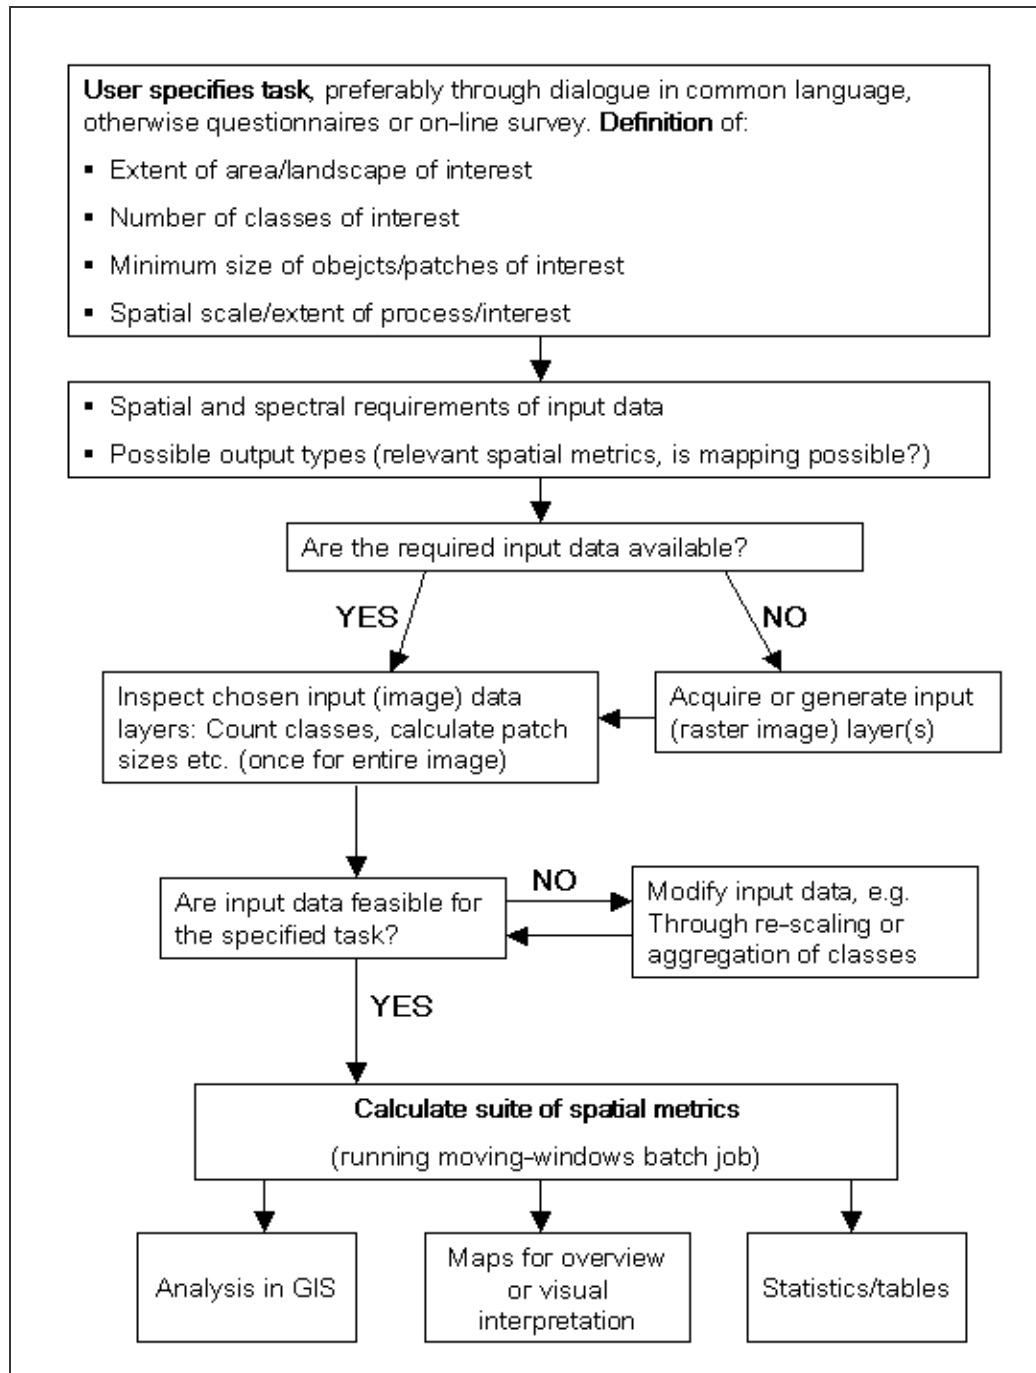 User specifies task, preferably through dialogue in common language,
otherwise questionnaires or on-line survey. Definition of:
▪ Extent of area/landscape of interest
▪ Number of classes of interest
▪ Minimum size of obejcts/patches of interest
▪ Spatial scale/extent of process/interest
▪ Spatial and spectral requirements of input data
▪ Possible output types (relevant spatial metrics, is mapping possible?)
Are the required input data available?
YES
NO
Inspect chosen input (image) data
layers: Count classes, calculate patch
sizes etc. (once for entire image)
Acquire or generate input
(raster image) layer(s)
Are input data feasible for
the specified task?
NO
Modify input data, e.g.
Through re-scaling or
aggregation of classes
YES
Calculate suite of spatial metrics
(running moving-windows batch job)
Analysis in GIS
Maps for overview
or visual
interpretation
Statistics/tables